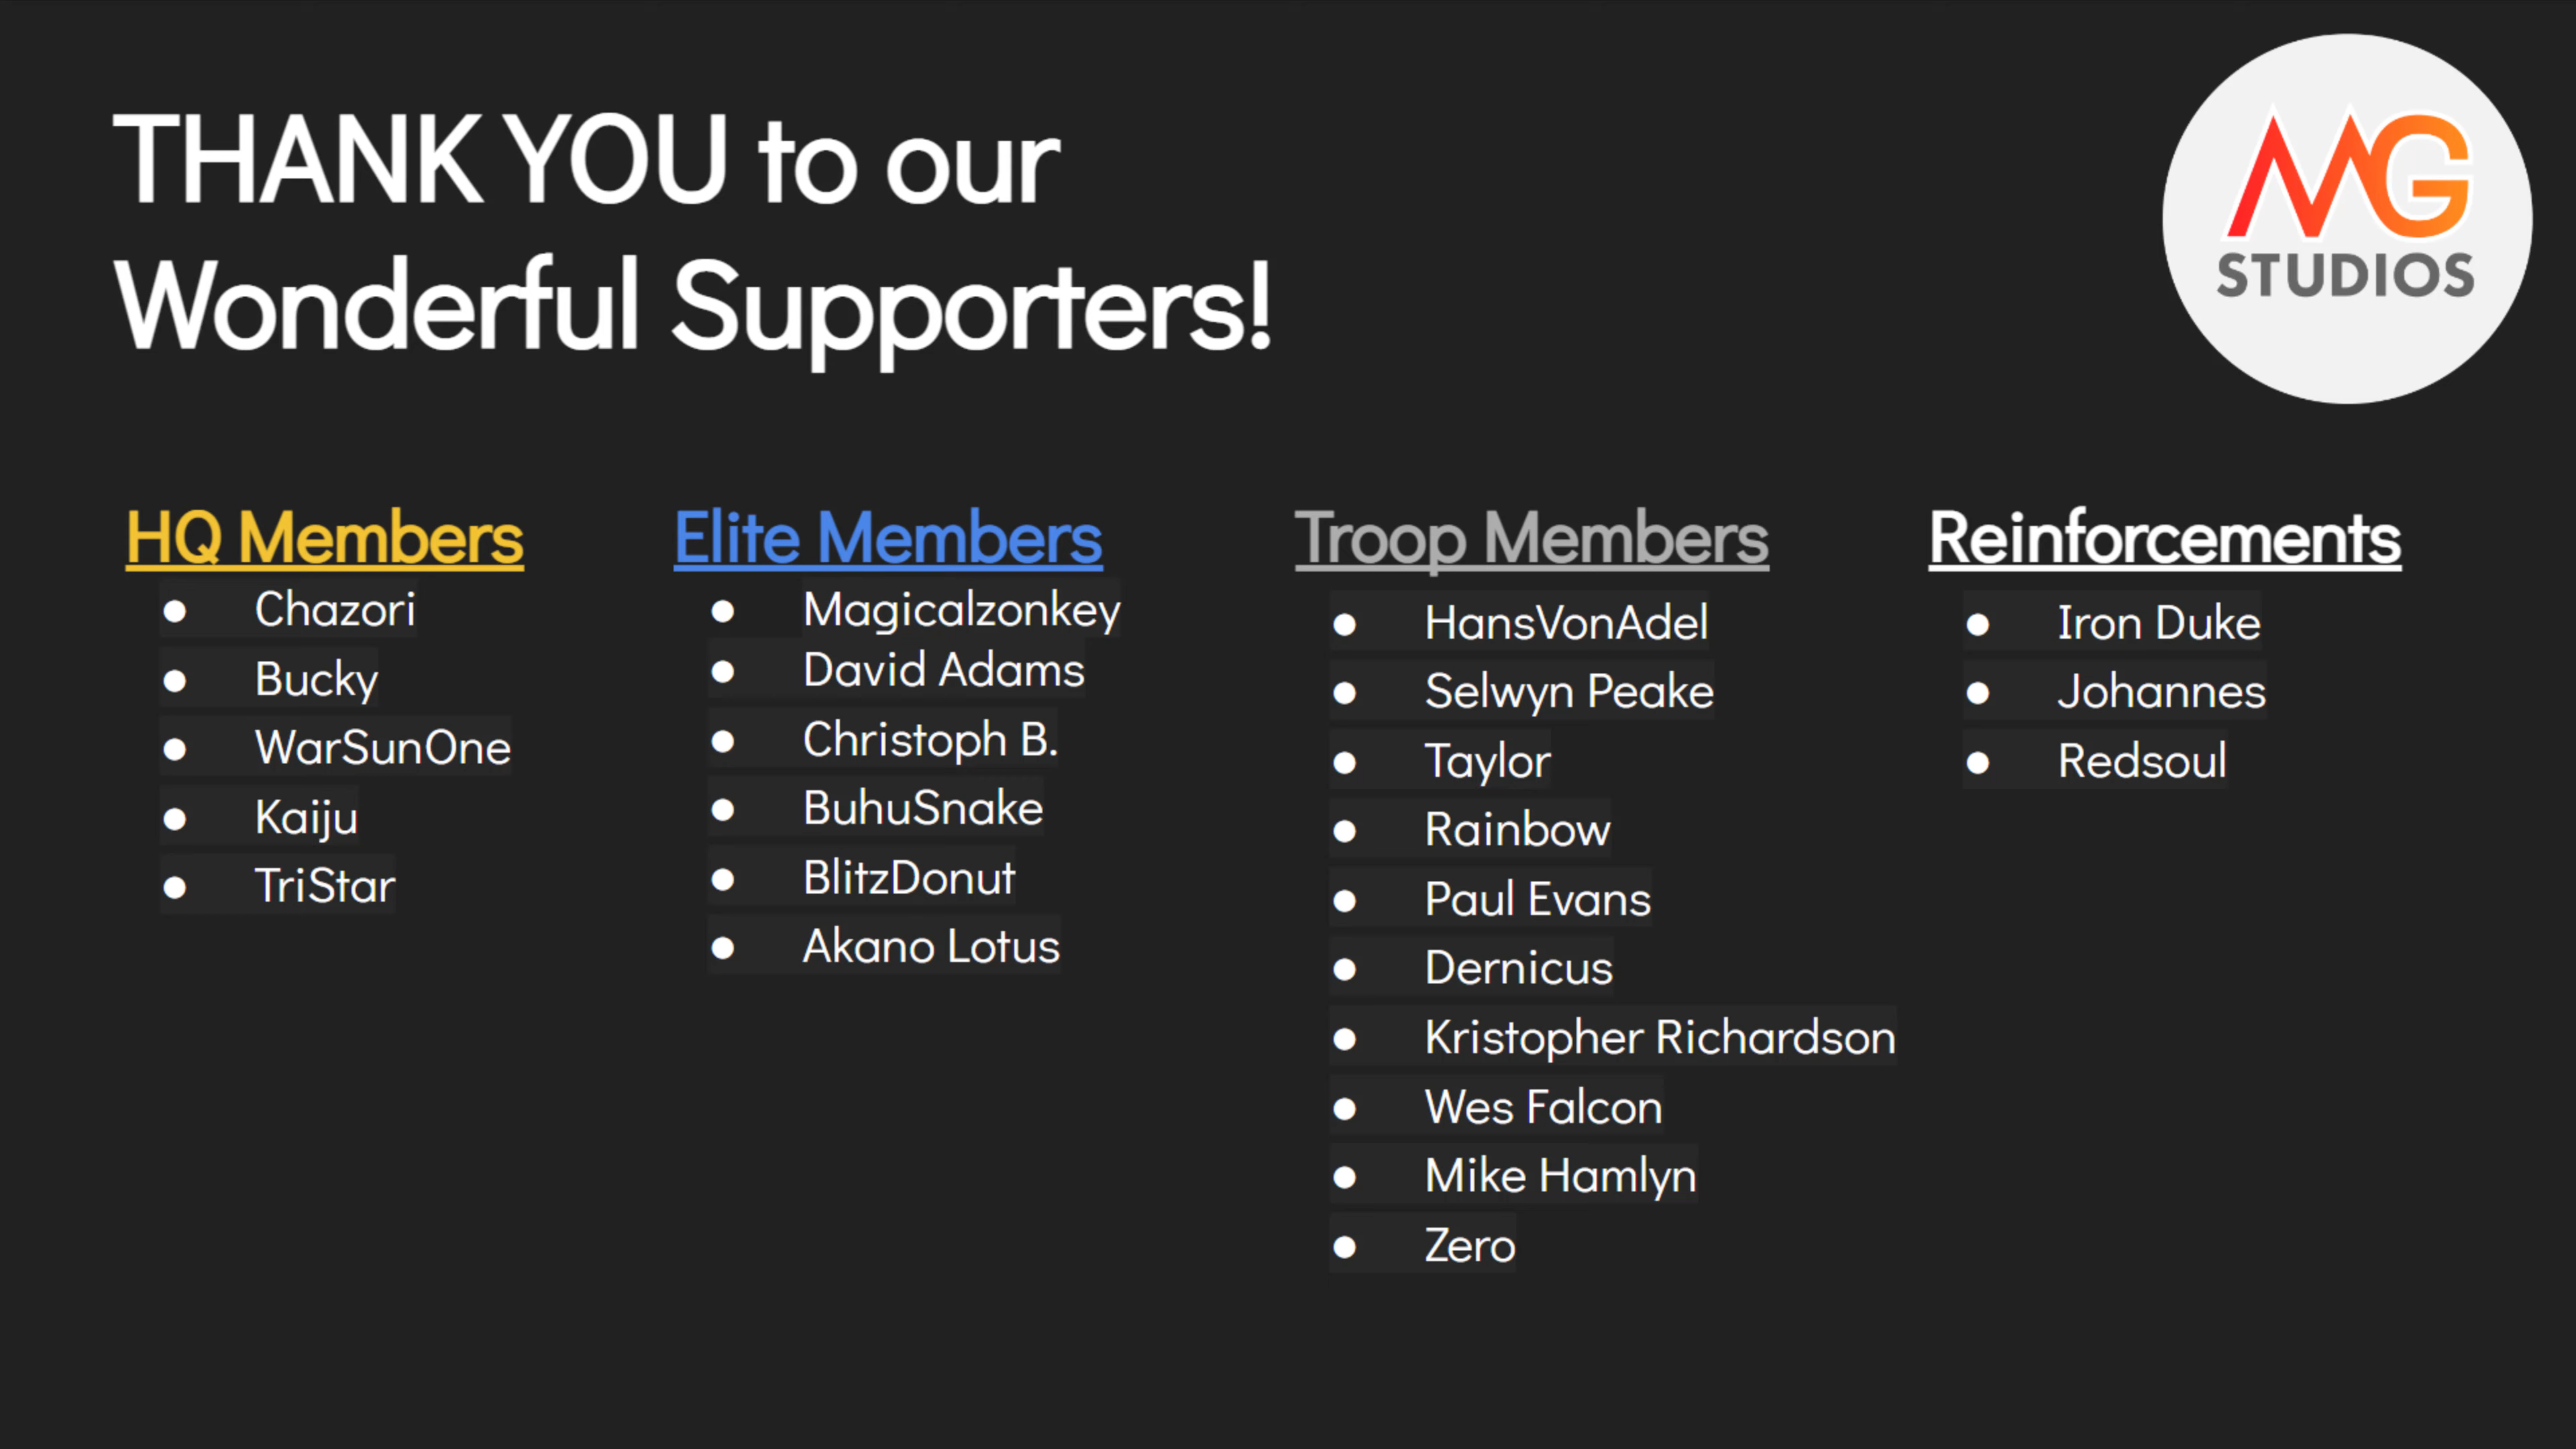 THANK YOU to our
Wonderful Supporters!
MG
STUDIOS
HQ Members
● Chazori
● Bucky
● WarSunOne
● Kaiju
● TriStar
Elite Members
● Magicalzonkey
● David Adams
● Christoph B.
● BuhuSnake
● BlitzDonut
● Akano Lotus
Troop Members
● HansVonAdel
● Selwyn Peake
● Taylor
● Rainbow
● Paul Evans
● Dernicus
● Kristopher Richardson
● Wes Falcon
● Mike Hamlyn
● Zero
Reinforcements
● Iron Duke
● Johannes
● Redsoul